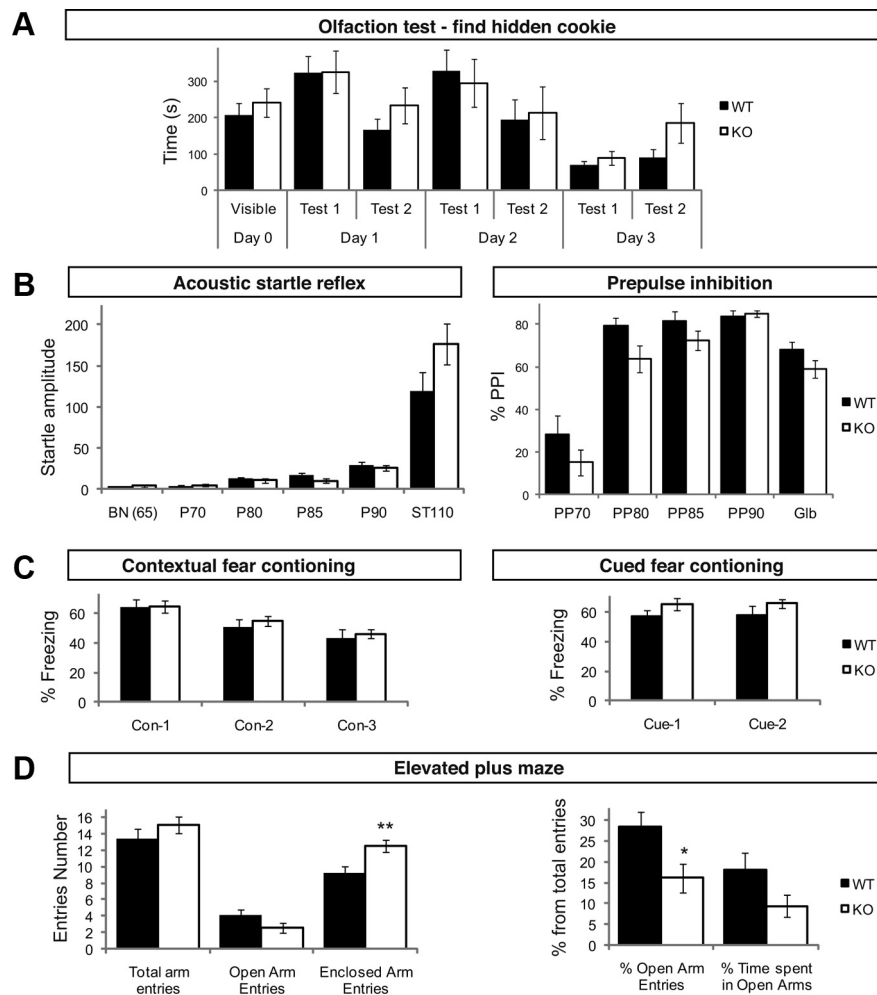 A
Olfaction test - find hidden cookie
Time (s)
300
200
100
0
WT
KO
Visible Test 1 Test 2 Test 1 Test 2 Test 1 Test 2
Day 0 Day 1 Day 2 Day 3
B
Acoustic startle reflex
Startle amplitude
200
150
100
50
0
BN (65) P70 P80 P85 P90 ST110
Prepulse inhibition
% PPI
80
60
40
20
0
PP70 PP80 PP85 PP90 Glb
WT
KO
C
Contextual fear contioning
% Freezing
60
40
20
0
Con-1 Con-2 Con-3
Cued fear contioning
% Freezing
60
40
20
0
Cue-1 Cue-2
WT
KO
D
Elevated plus maze
Entries Number
16
14
12
10
8
6
4
2
0
**
Total arm entries
Open Arm Entries
Enclosed Arm Entries
% from total entries
30
25
20
15
10
5
0
*
% Open Arm Entries
% Time spent in Open Arms
WT
KO